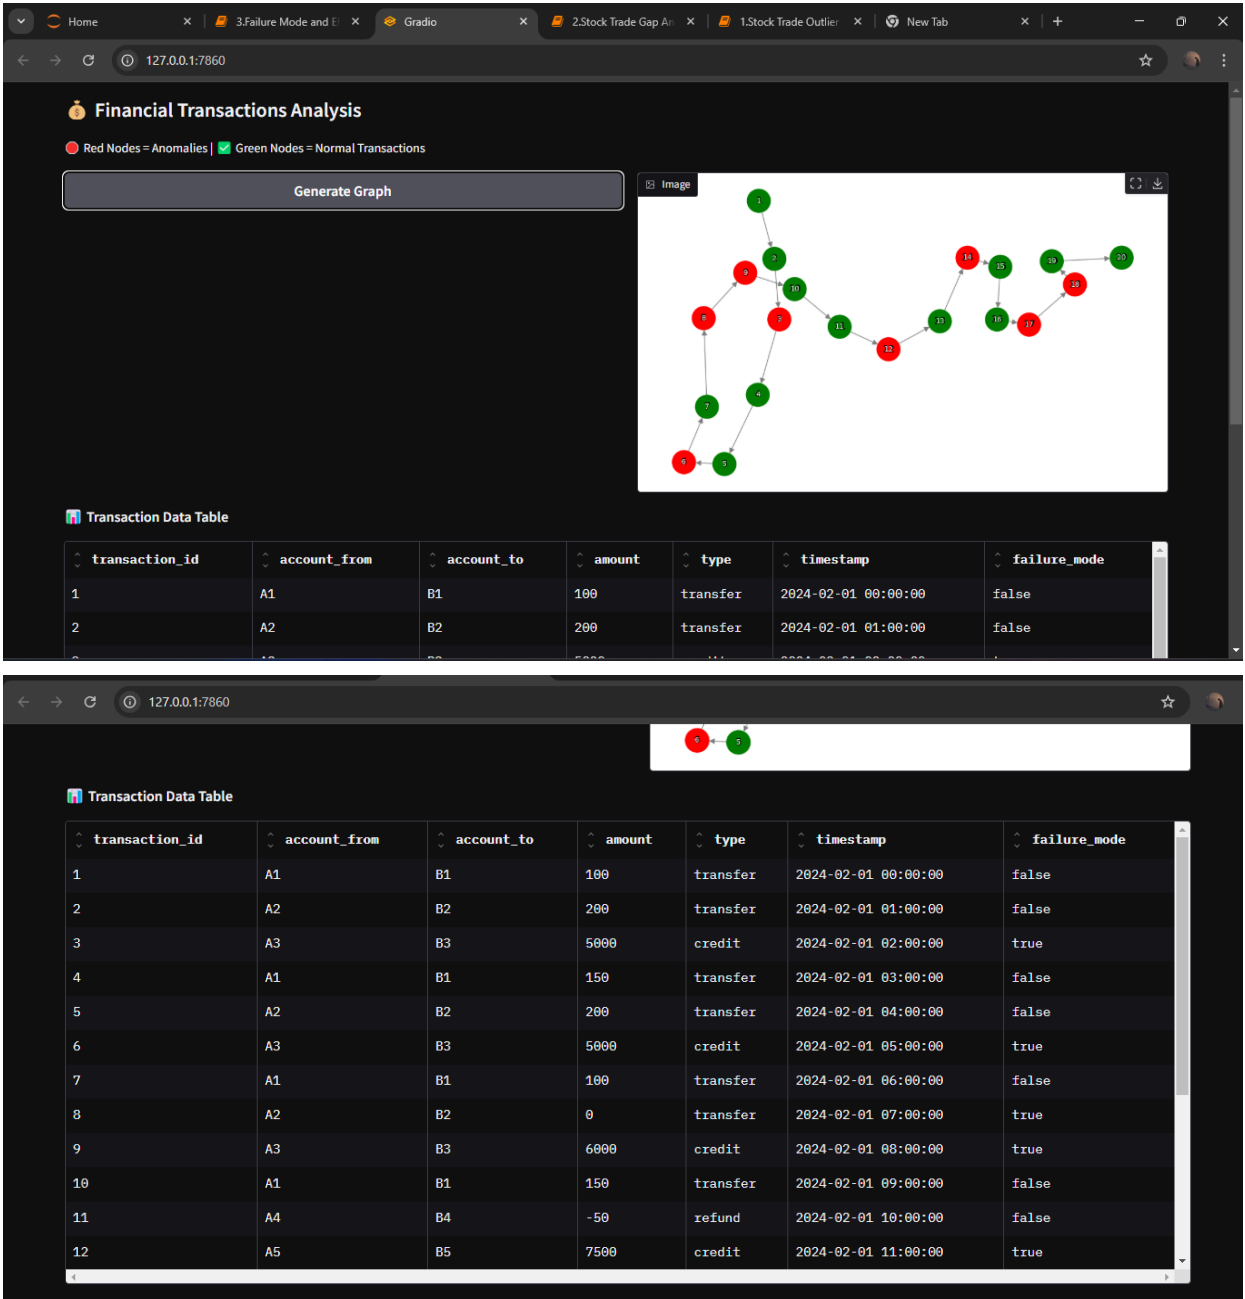 Home
3.Failure Mode and Ef
Gradio
2.Stock Trade Gap An
1.Stock Trade Outlier
New Tab
127.0.0.1:7860
Financial Transactions Analysis
Red Nodes = Anomalies | Green Nodes = Normal Transactions
Generate Graph
Image
1
2
3
4
5
6
7
8
9
10
11
12
13
14
15
16
17
18
19
20
Transaction Data Table
transaction_id account_from account_to amount type timestamp failure_mode
1 A1 B1 100 transfer 2024-02-01 00:00:00 false
2 A2 B2 200 transfer 2024-02-01 01:00:00 false
127.0.0.1:7860
6
5
Transaction Data Table
transaction_id account_from account_to amount type timestamp failure_mode
1 A1 B1 100 transfer 2024-02-01 00:00:00 false
2 A2 B2 200 transfer 2024-02-01 01:00:00 false
3 A3 B3 5000 credit 2024-02-01 02:00:00 true
4 A1 B1 150 transfer 2024-02-01 03:00:00 false
5 A2 B2 200 transfer 2024-02-01 04:00:00 false
6 A3 B3 5000 credit 2024-02-01 05:00:00 true
7 A1 B1 100 transfer 2024-02-01 06:00:00 false
8 A2 B2 0 transfer 2024-02-01 07:00:00 true
9 A3 B3 6000 credit 2024-02-01 08:00:00 true
10 A1 B1 150 transfer 2024-02-01 09:00:00 false
11 A4 B4 -50 refund 2024-02-01 10:00:00 false
12 A5 B5 7500 credit 2024-02-01 11:00:00 true